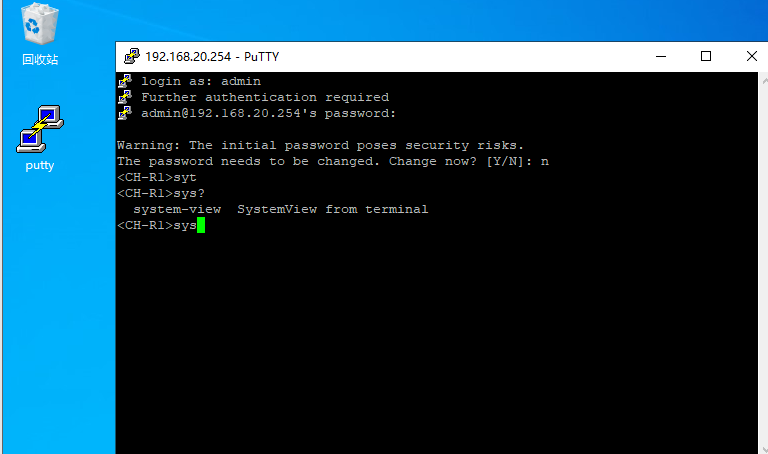 回收站
putty
192.168.20.254 - PuTTY
login as: admin
Further authentication required
admin@192.168.20.254's password:
Warning: The initial password poses security risks.
The password needs to be changed. Change now? [Y/N]: n
<CH-R1>syt
<CH-R1>sys?
  system-view  SystemView from terminal
<CH-R1>sys